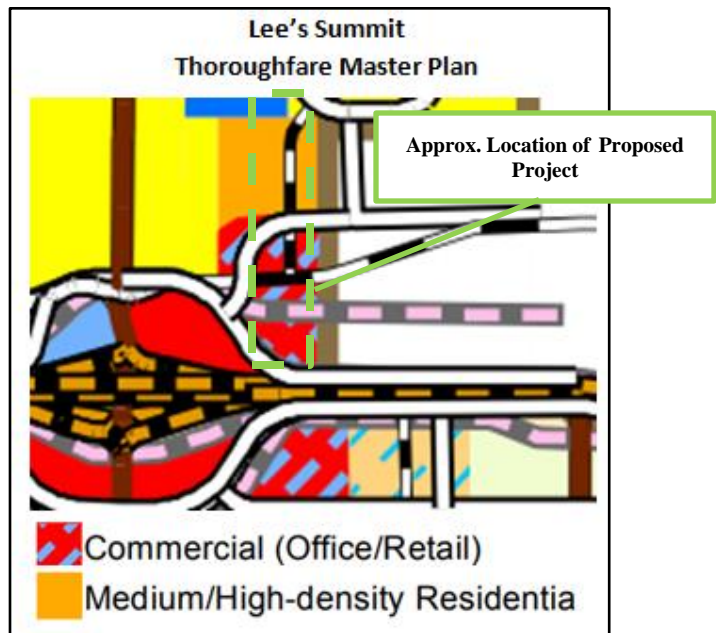 Lee's Summit
Thoroughfare Master Plan
Approx. Location of Proposed
Project
Commercial (Office/Retail)
Medium/High-density Residentia